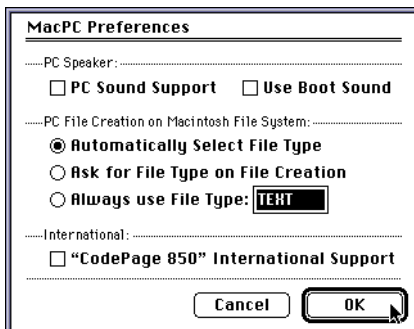 MacPC Preferences
PC Speaker:
PC Sound Support Use Boot Sound
PC File Creation on Macintosh File System:
Automatically Select File Type
Ask for File Type on File Creation
Always use File Type: TEXT
International:
“CodePage 850” International Support
Cancel OK